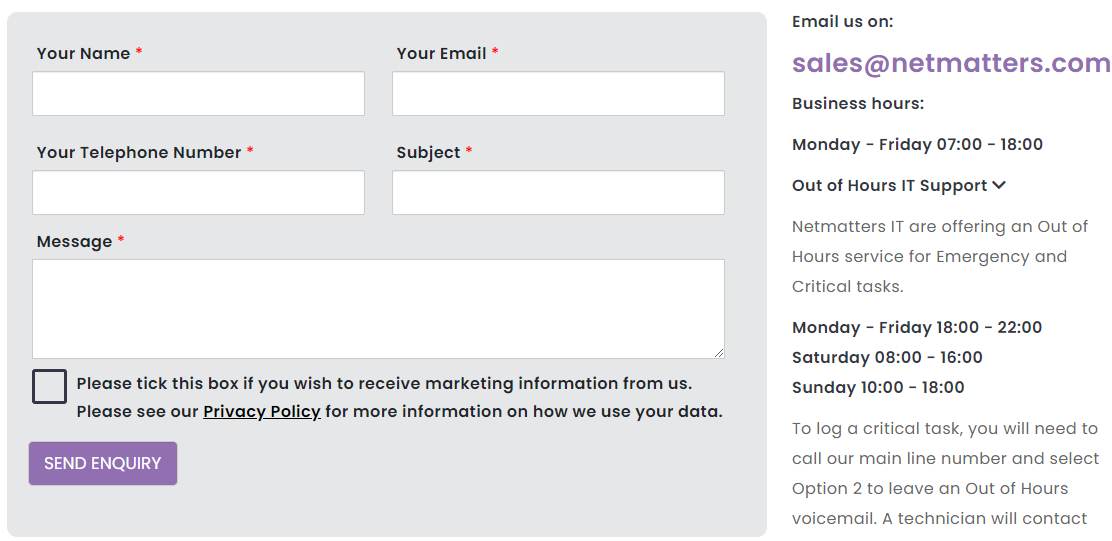 Your Name *
Your Email *
Your Telephone Number *
Subject *
Message *
Please tick this box if you wish to receive marketing information from us.
Please see our Privacy Policy for more information on how we use your data.
SEND ENQUIRY
Email us on:
sales@netmatters.com
Business hours:
Monday - Friday 07:00 - 18:00
Out of Hours IT Support
Netmatters IT are offering an Out of
Hours service for Emergency and
Critical tasks.
Monday - Friday 18:00 - 22:00
Saturday 08:00 - 16:00
Sunday 10:00 - 18:00
To log a critical task, you will need to
call our main line number and select
Option 2 to leave an Out of Hours
voicemail. A technician will contact